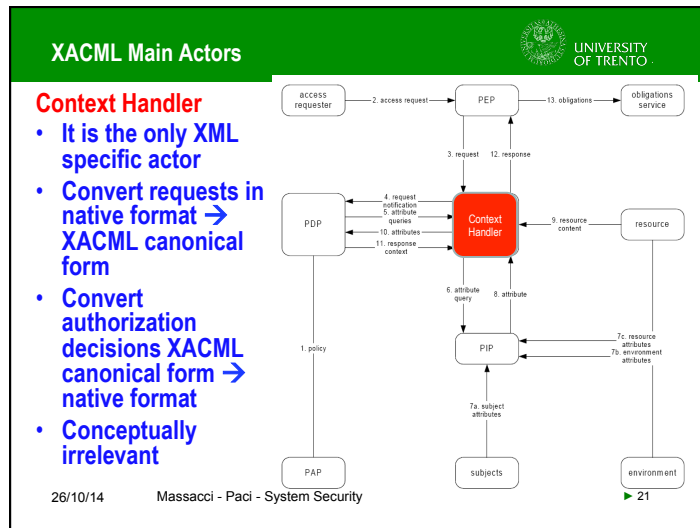 XACML Main Actors
UNIVERSITY
OF TRENTO
Context Handler
• It is the only XML
specific actor
• Convert requests in
native format →
XACML canonical
form
• Convert
authorization
decisions XACML
canonical form →
native format
• Conceptually
irrelevant
access
requester
2. access request
PEP
13. obligations
obligations
service
3. request
12. response
PDP
4. request
notification
5. attribute
queries
10. attributes
11. response
context
Context
Handler
9. resource
content
resource
6. attribute
query
8. attribute
1. policy
PIP
7c. resource
attributes
7b. environment
attributes
7a. subject
attributes
PAP
subjects
environment
26/10/14
Massacci - Paci - System Security
► 21